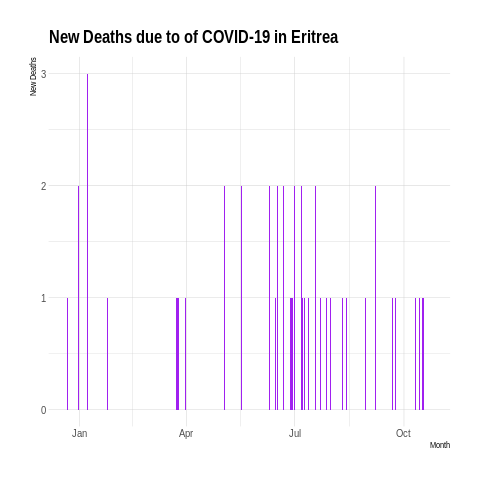 New Deaths due to of COVID-19 in Eritrea
New Deaths
3
2
1
0
Jan Apr Jul Oct
Month